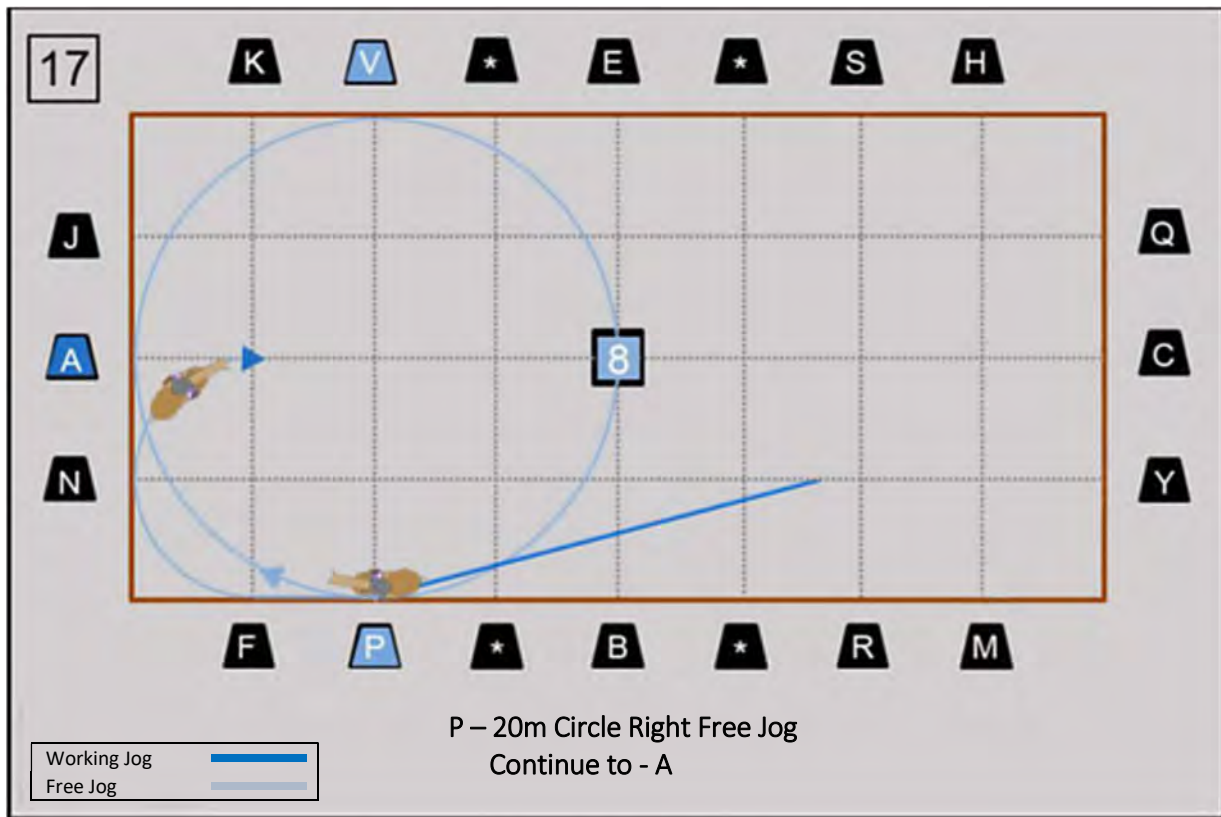 17
K V * E * S H
J Q
A 8 C
N Y
F P * B * R M
P – 20m Circle Right Free Jog
Continue to - A
Working Jog
Free Jog